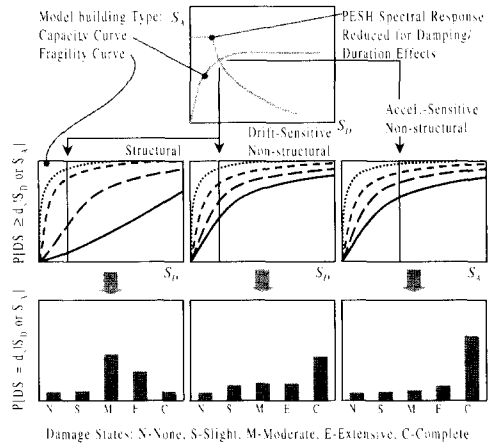 Model building Type:
Capacity Curve
Fragility Curve
S_A
PESH Spectral Response
Reduced for Damping/
Duration Effects
S_D
Structural
Drift-Sensitive
Non-structural
Accel.-Sensitive
Non-structural
P[DS ≥ d_s|S_D or S_A]
S_D
S_D
S_A
P[DS = d_s|S_D or S_A]
N S M E C
N S M E C
N S M E C
Damage States: N-None, S-Slight, M-Moderate, E-Extensive, C-Complete